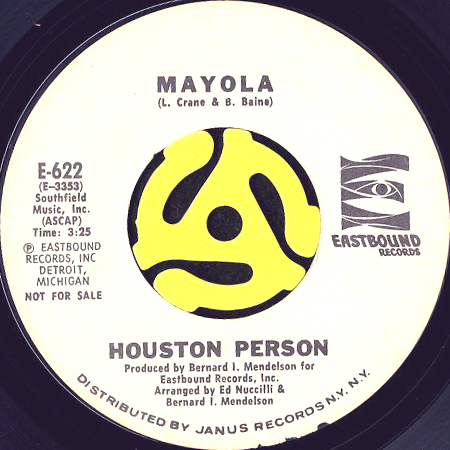 MAYOLA
(L. Crane & B. Baine)
E-622
(E-3353)
Southfield
Music, Inc.
(ASCAP)
Time: 3:25
Ⓟ EASTBOUND
RECORDS, INC
DETROIT,
MICHIGAN
NOT FOR SALE
EASTBOUND
RECORDS
HOUSTON PERSON
Produced by Bernard I. Mendelson for
Eastbound Records, Inc.
Arranged by Ed Nuccilli &
Bernard I. Mendelson
DISTRIBUTED BY JANUS RECORDS N.Y. N.Y.